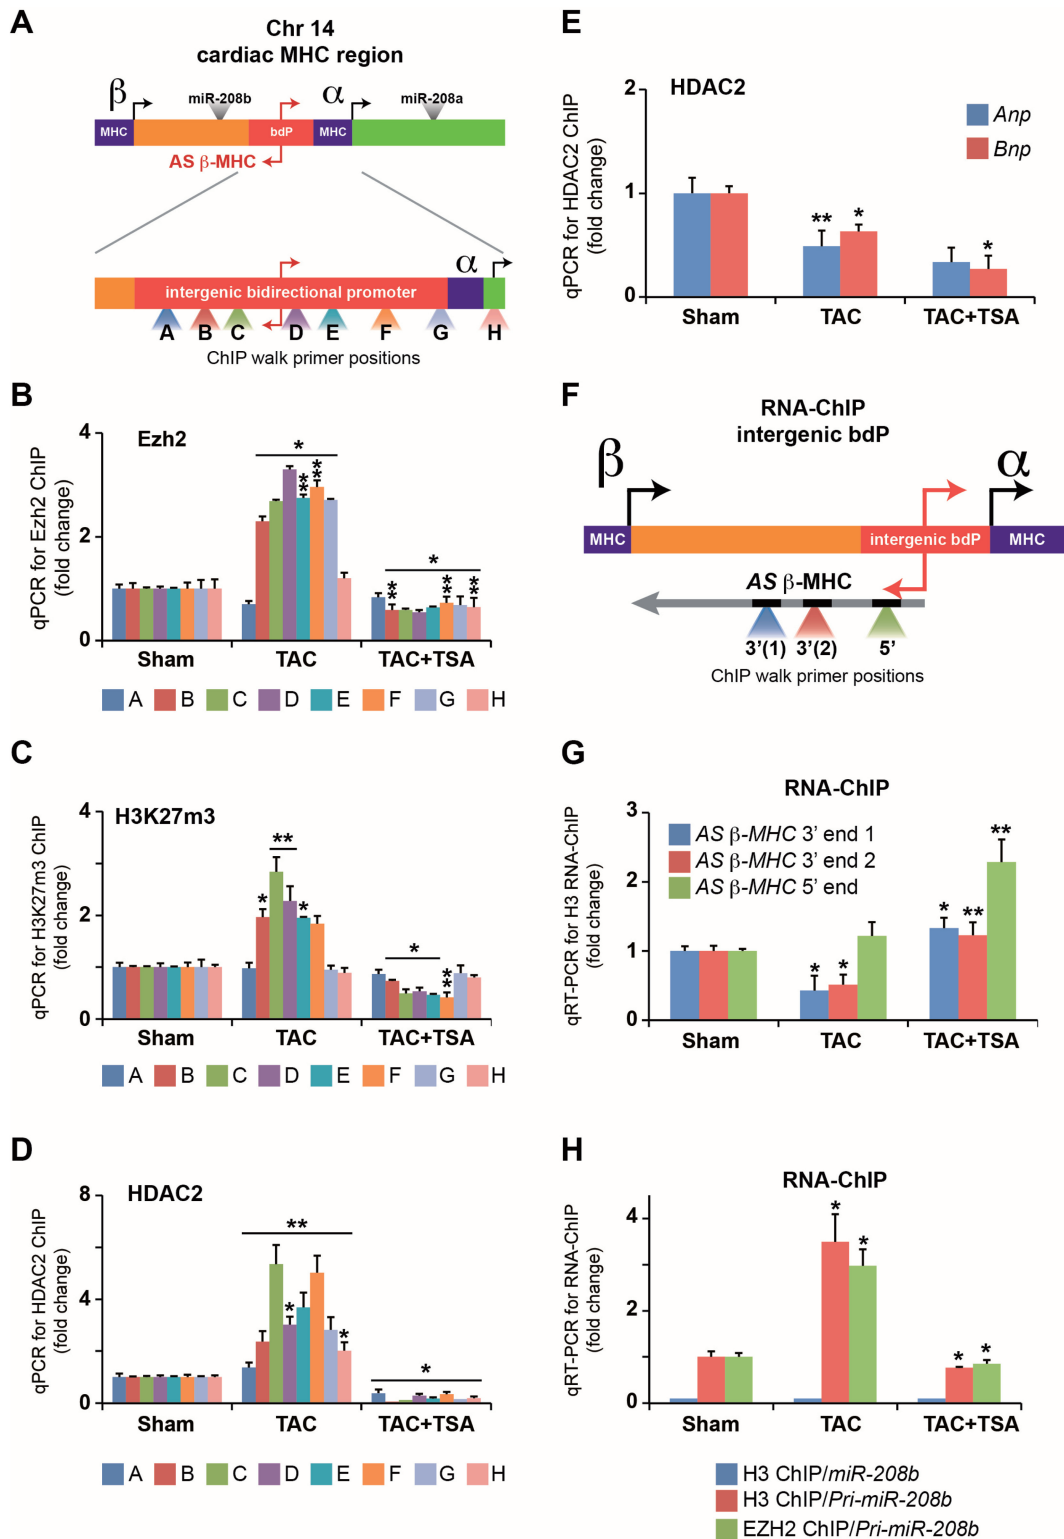 A
Chr 14
cardiac MHC region
β
miR-208b
α
miR-208a
MHC
bdP
MHC
AS β-MHC
α
intergenic bidirectional promoter
A B C D E F G H
ChIP walk primer positions
B
Ezh2
qPCR for Ezh2 ChIP
(fold change)
4
2
0
*
**
**
*
**
**
**
Sham TAC TAC+TSA
A B C D E F G H
C
H3K27m3
qPCR for H3K27m3 ChIP
(fold change)
4
2
0
*
**
*
*
**
Sham TAC TAC+TSA
A B C D E F G H
D
HDAC2
qPCR for HDAC2 ChIP
(fold change)
8
4
0
**
*
*
*
Sham TAC TAC+TSA
A B C D E F G H
E
HDAC2
qPCR for HDAC2 ChIP
(fold change)
2
1
0
Anp
Bnp
** *
*
Sham TAC TAC+TSA
F
RNA-ChIP
intergenic bdP
β
α
MHC
intergenic bdP
MHC
AS β-MHC
3'(1) 3'(2) 5'
ChIP walk primer positions
G
RNA-ChIP
qRT-PCR for H3 RNA-ChIP
(fold change)
3
2
1
0
AS β-MHC 3' end 1
AS β-MHC 3' end 2
AS β-MHC 5' end
* *
* ** **
Sham TAC TAC+TSA
H
RNA-ChIP
qRT-PCR for RNA-ChIP
(fold change)
4
2
0
* *
* *
Sham TAC TAC+TSA
H3 ChIP/miR-208b
H3 ChIP/Pri-miR-208b
EZH2 ChIP/Pri-miR-208b